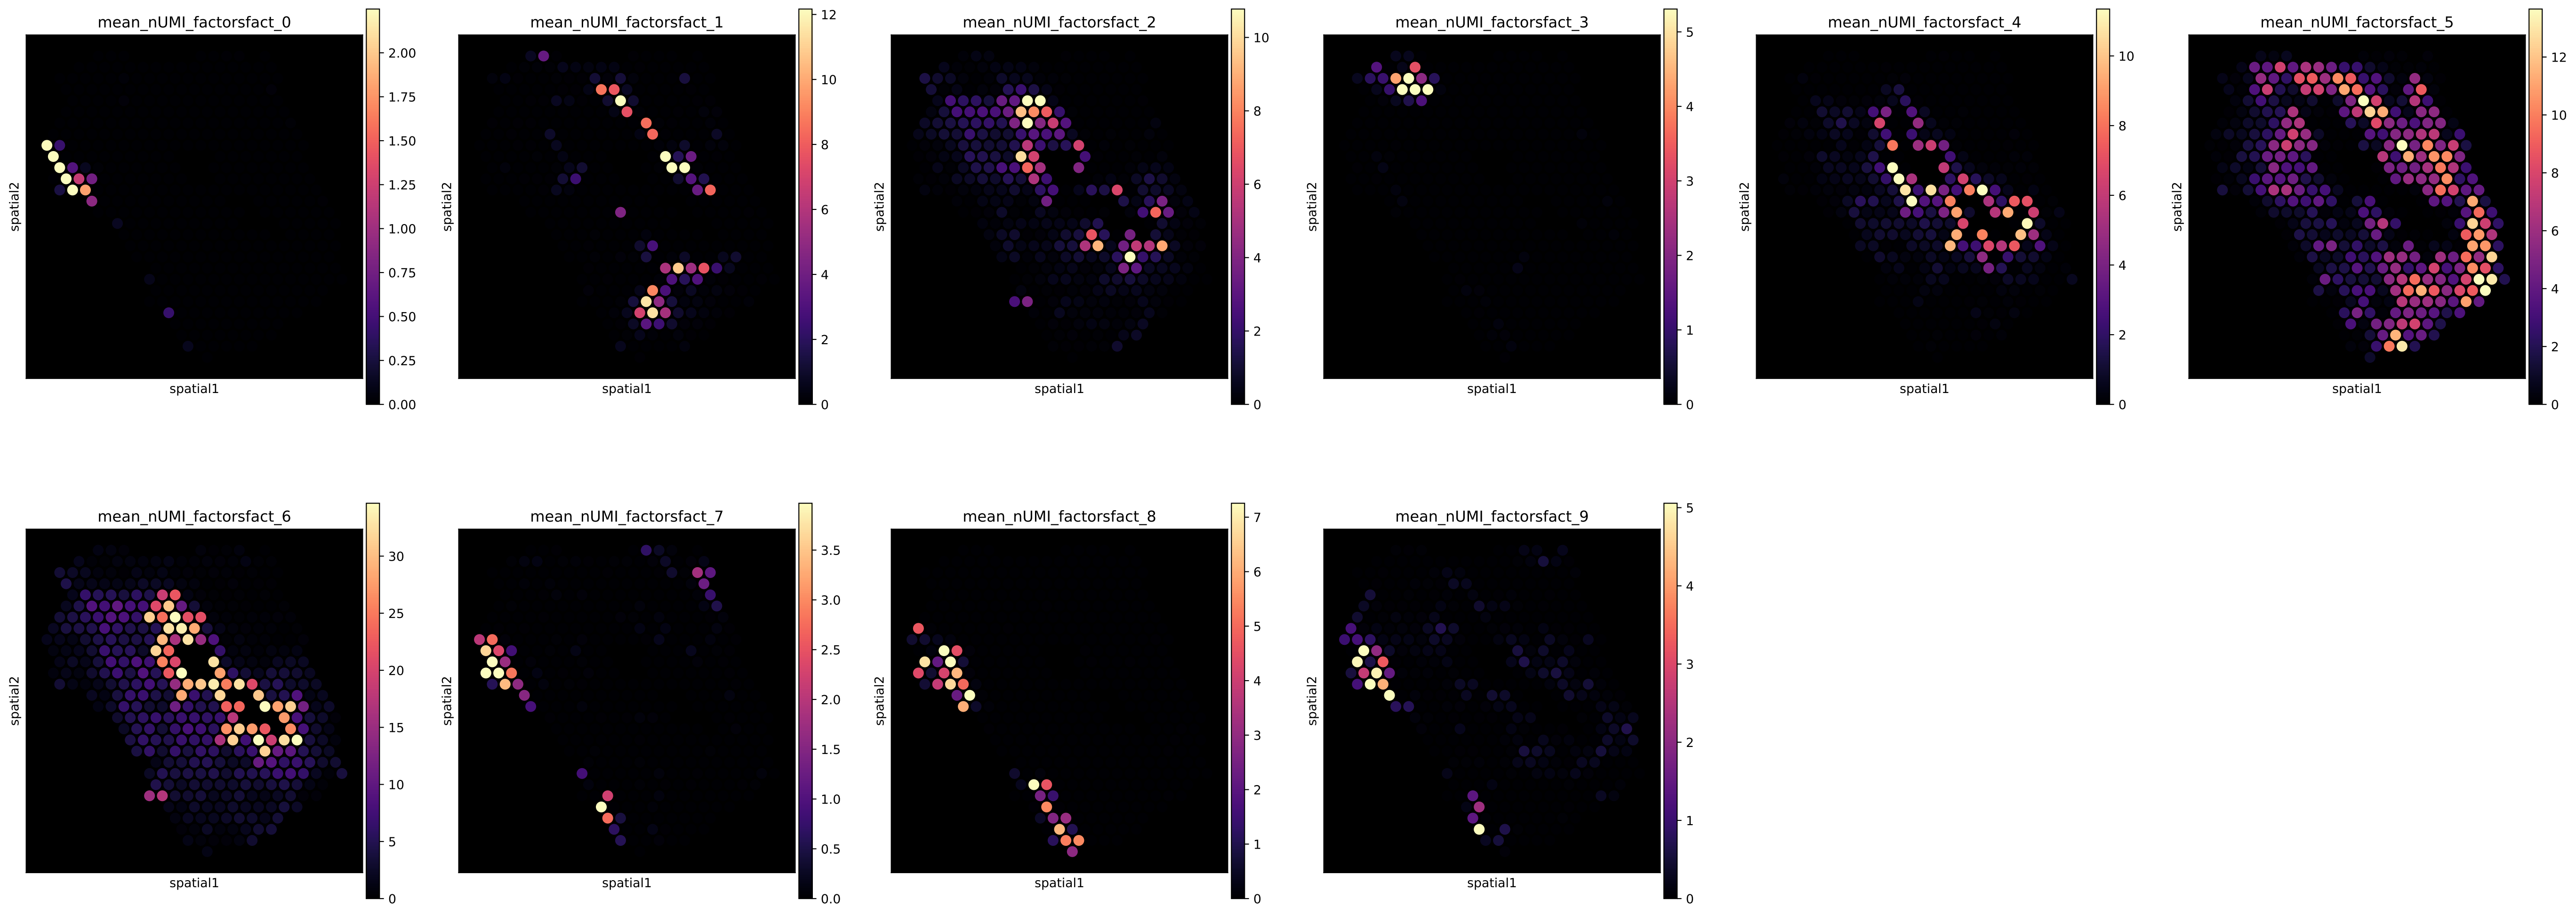 mean_nUMI_factorsfact_0
spatial2
spatial1
2.00
1.75
1.50
1.25
1.00
0.75
0.50
0.25
0.00
mean_nUMI_factorsfact_1
spatial2
spatial1
12
10
8
6
4
2
0
mean_nUMI_factorsfact_2
spatial2
spatial1
10
8
6
4
2
0
mean_nUMI_factorsfact_3
spatial2
spatial1
5
4
3
2
1
0
mean_nUMI_factorsfact_4
spatial2
spatial1
10
8
6
4
2
0
mean_nUMI_factorsfact_5
spatial2
spatial1
12
10
8
6
4
2
0
mean_nUMI_factorsfact_6
spatial2
spatial1
30
25
20
15
10
5
0
mean_nUMI_factorsfact_7
spatial2
spatial1
3.5
3.0
2.5
2.0
1.5
1.0
0.5
0.0
mean_nUMI_factorsfact_8
spatial2
spatial1
7
6
5
4
3
2
1
0
mean_nUMI_factorsfact_9
spatial2
spatial1
5
4
3
2
1
0